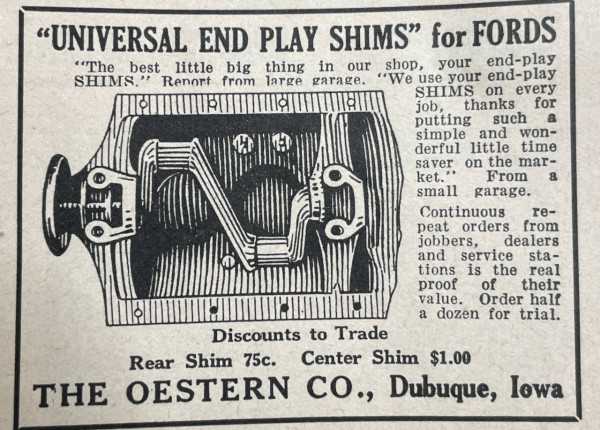 "UNIVERSAL END PLAY SHIMS" for FORDS
"The best little big thing in our shop, your end-play
SHIMS." Report from large garage. "We use your end-play
SHIMS on every
job, thanks for
putting such a
simple and won-
derful little time
saver on the mar-
ket." From a
small garage.
Continuous re-
peat orders from
jobbers, dealers
and service sta-
tions is the real
proof of their
value. Order half
a dozen for trial.
Discounts to Trade
Rear Shim 75c. Center Shim $1.00
THE OESTERN CO., Dubuque, Iowa